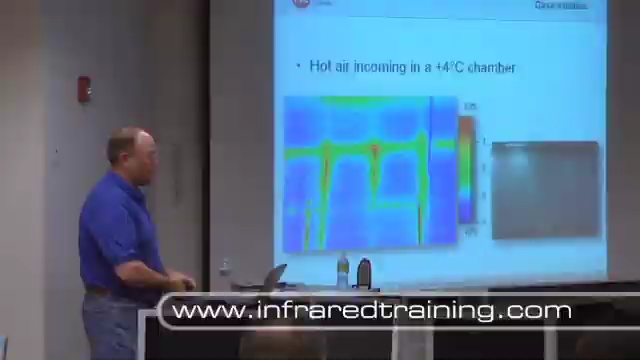 • Hot air incoming in a +4°C chamber
www.infraredtraining.com